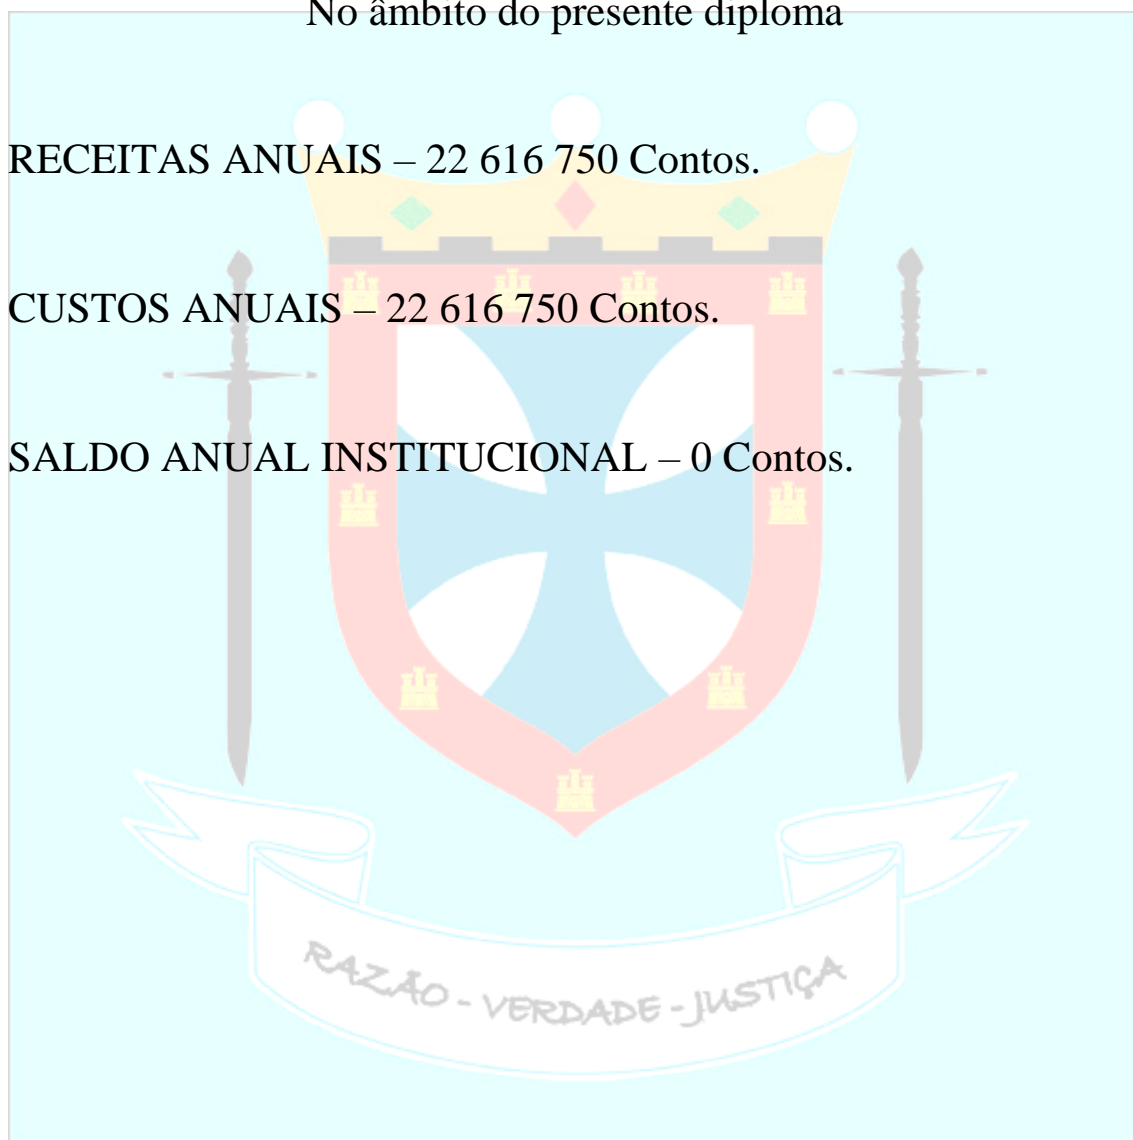 No âmbito do presente diploma
RECEITAS ANUAIS – 22 616 750 Contos.
CUSTOS ANUAIS – 22 616 750 Contos.
SALDO ANUAL INSTITUCIONAL – 0 Contos.
RAZÃO - VERDADE - JUSTIÇA